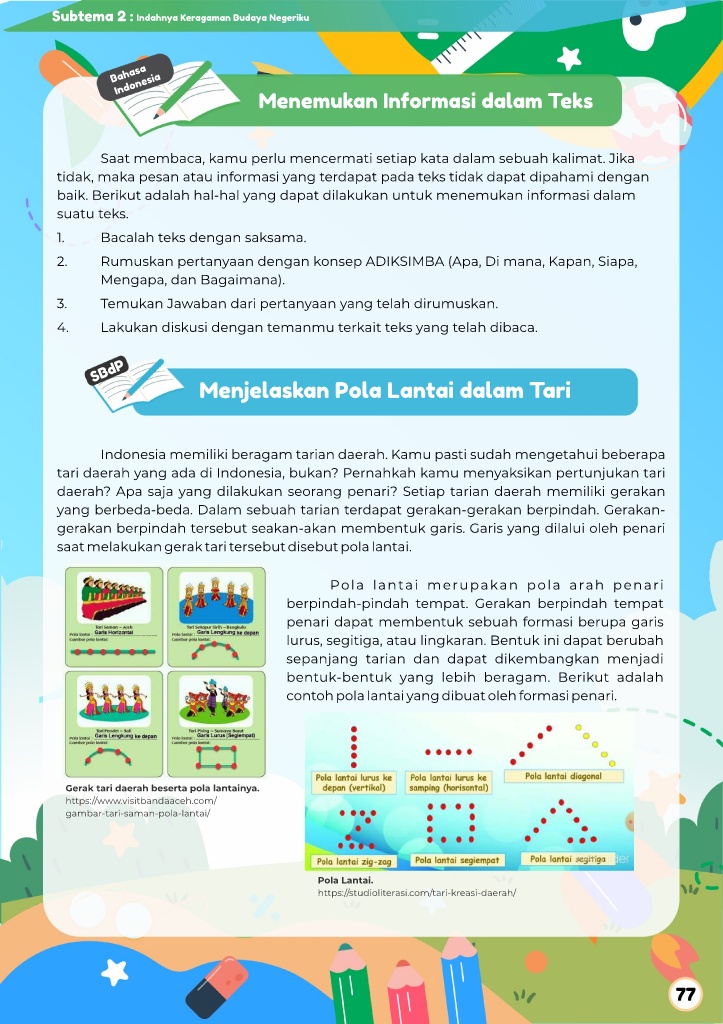 Subtema 2 : Indahnya Keragaman Budaya Negeriku
Bahasa
Indonesia
Menemukan Informasi dalam Teks
Saat membaca, kamu perlu mencermati setiap kata dalam sebuah kalimat. Jika
tidak, maka pesan atau informasi yang terdapat pada teks tidak dapat dipahami dengan
baik. Berikut adalah hal-hal yang dapat dilakukan untuk menemukan informasi dalam
suatu teks.
1. Bacalah teks dengan saksama.
2. Rumuskan pertanyaan dengan konsep ADIKSIMBA (Apa, Di mana, Kapan, Siapa,
Mengapa, dan Bagaimana).
3. Temukan Jawaban dari pertanyaan yang telah dirumuskan.
4. Lakukan diskusi dengan temanmu terkait teks yang telah dibaca.
SBdP
Menjelaskan Pola Lantai dalam Tari
Indonesia memiliki beragam tarian daerah. Kamu pasti sudah mengetahui beberapa
tari daerah yang ada di Indonesia, bukan? Pernahkah kamu menyaksikan pertunjukan tari
daerah? Apa saja yang dilakukan seorang penari? Setiap tarian daerah memiliki gerakan
yang berbeda-beda. Dalam sebuah tarian terdapat gerakan-gerakan berpindah. Gerakan-
gerakan berpindah tersebut seakan-akan membentuk garis. Garis yang dilalui oleh penari
saat melakukan gerak tari tersebut disebut pola lantai.
Tari Saman - Aceh
Pola lantai : Garis Horizontal
Gambar pola lantai:
Tari Sekapur Sirih - Bengkulu
Pola lantai : Garis Lengkung ke depan
Gambar pola lantai:
Tari Pendet - Bali
Pola lantai : Garis Lengkung ke depan
Gambar pola lantai:
Tari Piring - Sumatra Barat
Pola lantai : Garis Lurus (Segiempat)
Gambar pola lantai:
Gerak tari daerah beserta pola lantainya.
https://www.visitbandaaceh.com/
gambar-tari-saman-pola-lantai/
Pola lantai merupakan pola arah penari
berpindah-pindah tempat. Gerakan berpindah tempat
penari dapat membentuk sebuah formasi berupa garis
lurus, segitiga, atau lingkaran. Bentuk ini dapat berubah
sepanjang tarian dan dapat dikembangkan menjadi
bentuk-bentuk yang lebih beragam. Berikut adalah
contoh pola lantai yang dibuat oleh formasi penari.
Pola lantai lurus ke
depan (vertikal)
Pola lantai lurus ke
samping (horisontal)
Pola lantai diagonal
Pola lantai zig-zag
Pola lantai segiempat
Pola lantai segitiga
Pola Lantai.
https://studioliterasi.com/tari-kreasi-daerah/
77